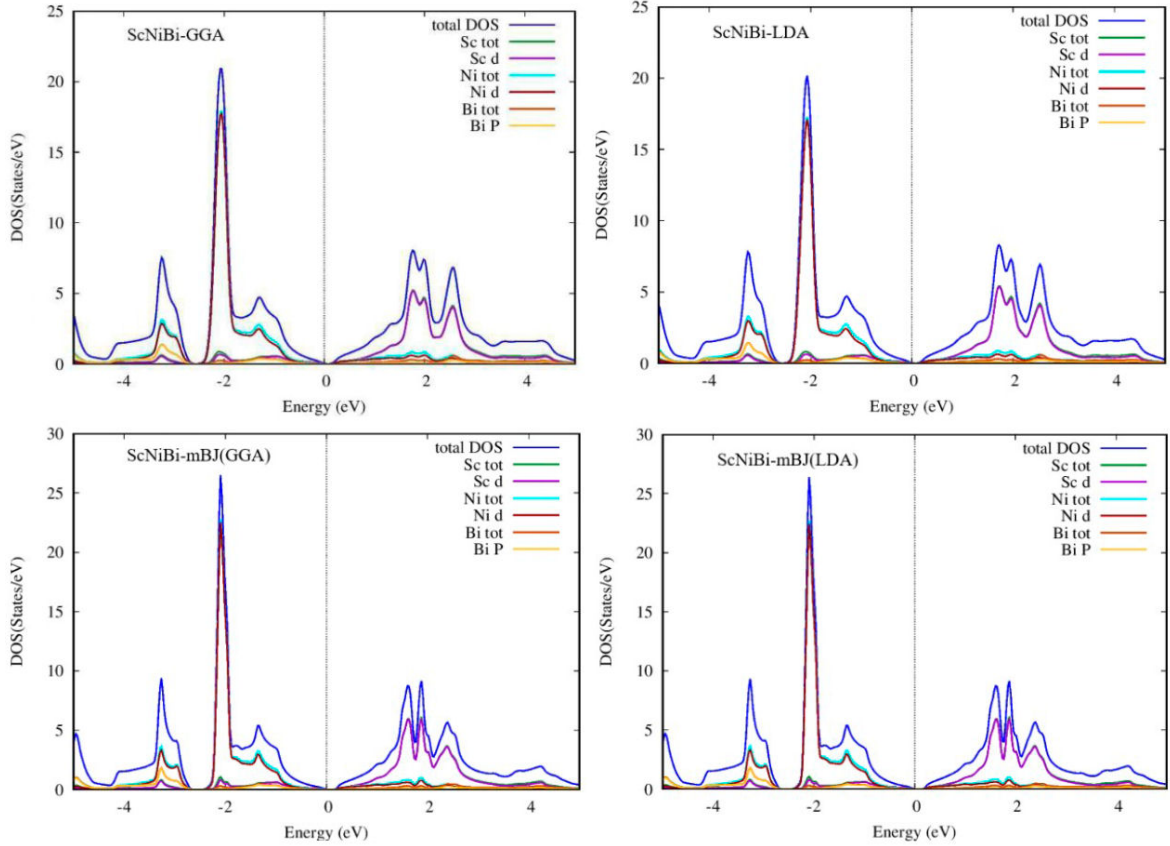 ScNiBi-GGA
total DOS
Sc tot
Sc d
Ni tot
Ni d
Bi tot
Bi P
25
20
15
10
5
0
DOS(States/eV)
-4
-2
0
2
4
Energy (eV)
ScNiBi-LDA
total DOS
Sc tot
Sc d
Ni tot
Ni d
Bi tot
Bi P
25
20
15
10
5
0
DOS(States/eV)
-4
-2
0
2
4
Energy (eV)
ScNiBi-mBJ(GGA)
total DOS
Sc tot
Sc d
Ni tot
Ni d
Bi tot
Bi P
30
25
20
15
10
5
0
DOS(States/eV)
-4
-2
0
2
4
Energy (eV)
ScNiBi-mBJ(LDA)
total DOS
Sc tot
Sc d
Ni tot
Ni d
Bi tot
Bi P
30
25
20
15
10
5
0
DOS(States/eV)
-4
-2
0
2
4
Energy (eV)